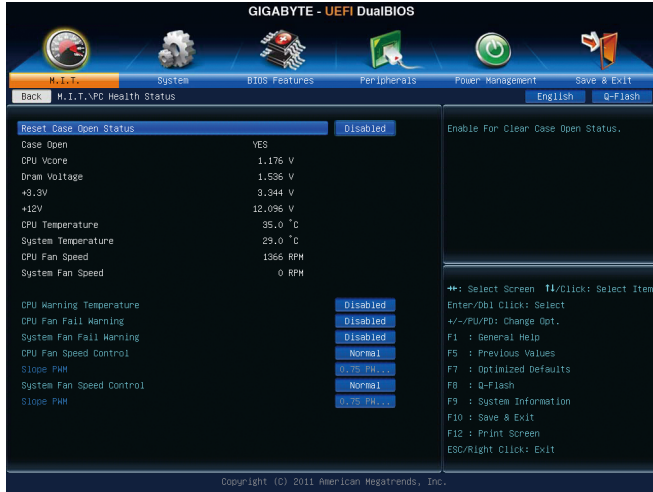 GIGABYTE - UEFI DualBIOS
M.I.T. System BIOS Features Peripherals Power Management Save & Exit
Back M.I.T.\PC Health Status English Q-Flash
Reset Case Open Status Disabled
Case Open YES
CPU Vcore 1.176 V
Dram Voltage 1.536 V
+3.3V 3.344 V
+12V 12.096 V
CPU Temperature 35.0 °C
System Temperature 29.0 °C
CPU Fan Speed 1366 RPM
System Fan Speed 0 RPM
CPU Warning Temperature Disabled
CPU Fan Fail Warning Disabled
System Fan Fail Warning Disabled
CPU Fan Speed Control Normal
Slope PWM 0.75 PW...
System Fan Speed Control Normal
Slope PWM 0.75 PW...
Enable For Clear Case Open Status.
→←: Select Screen ↑↓/Click: Select Item
Enter/Dbl Click: Select
+/-/PU/PD: Change Opt.
F1 : General Help
F5 : Previous Values
F7 : Optimized Defaults
F8 : Q-Flash
F9 : System Information
F10 : Save & Exit
F12 : Print Screen
ESC/Right Click: Exit
Copyright (C) 2011 American Megatrends, Inc.